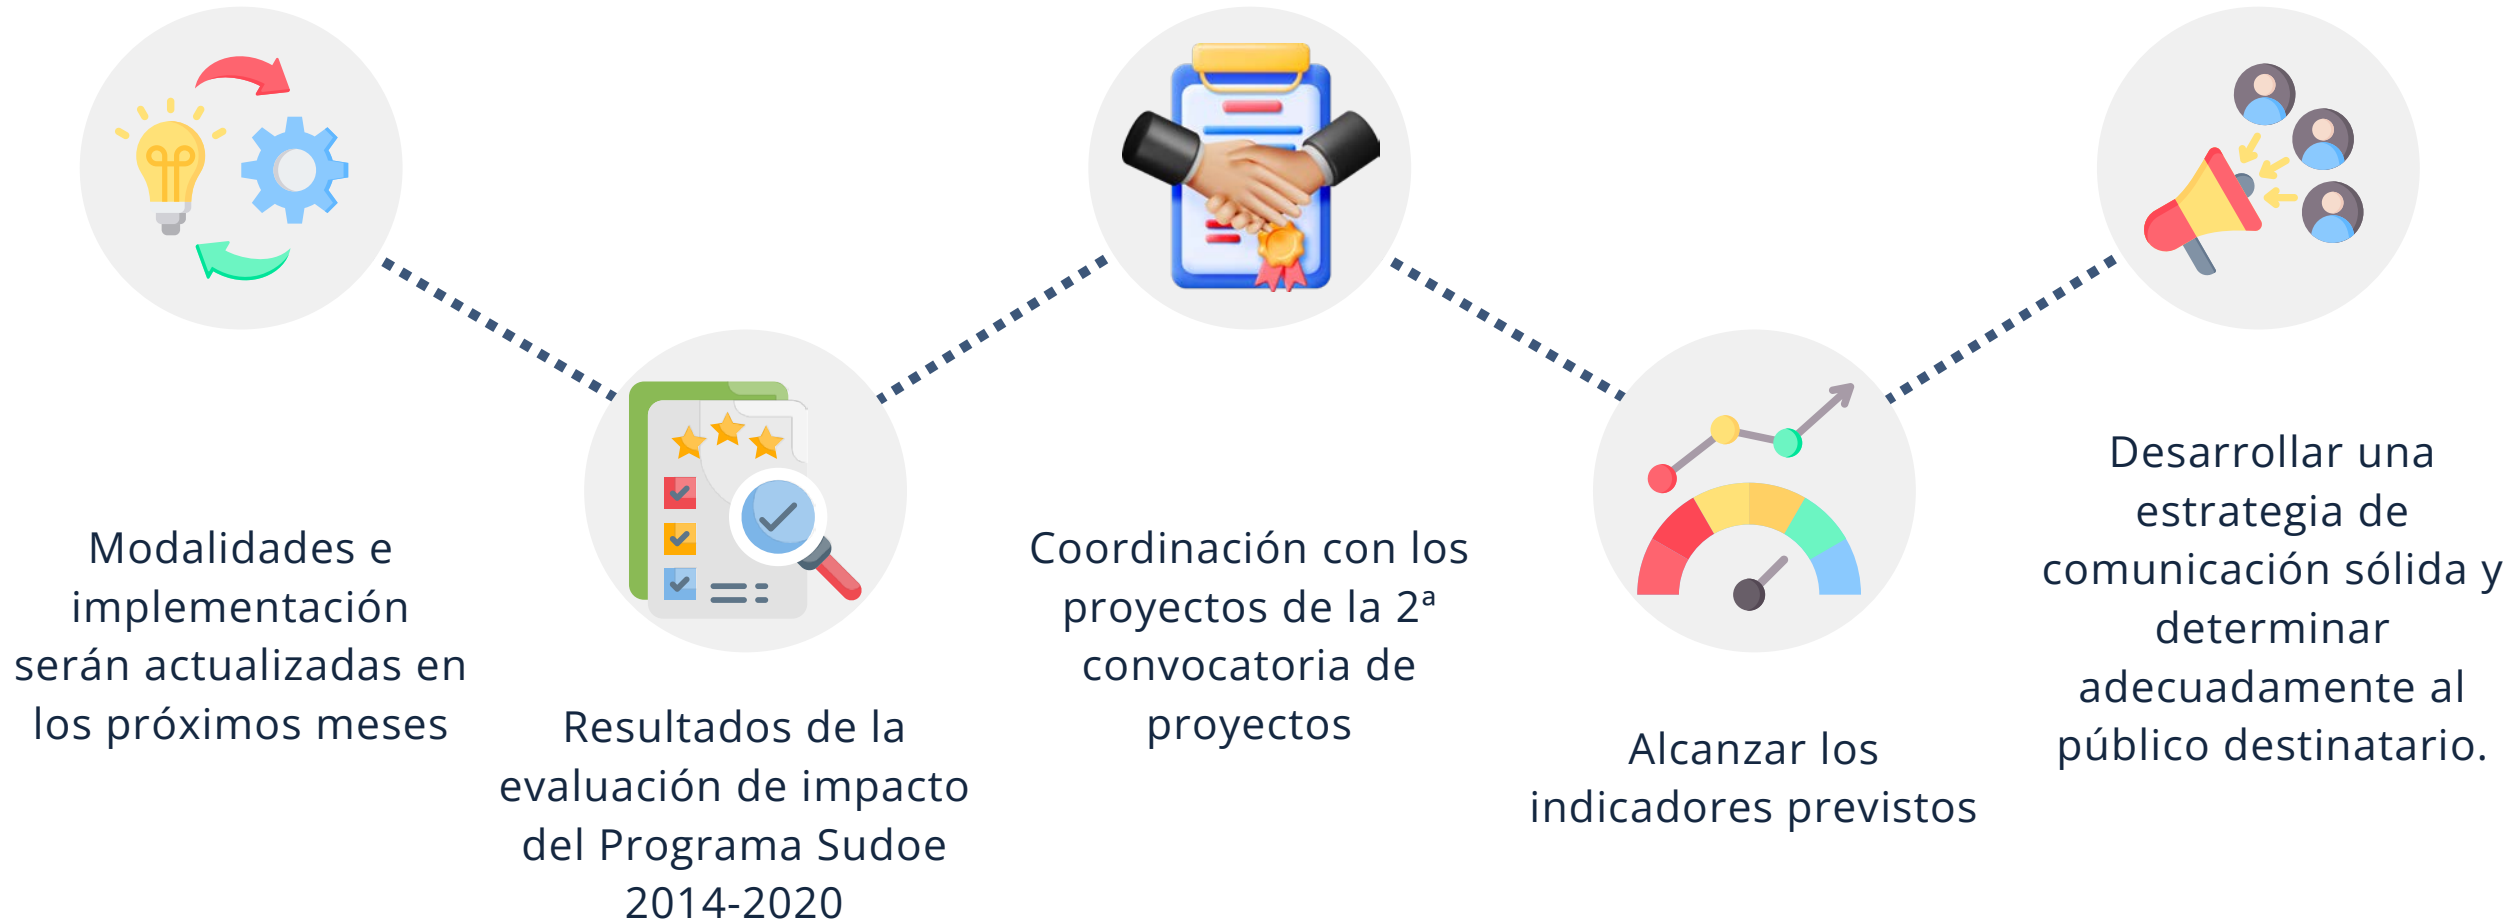 Modalidades e
implementación
serán actualizadas en
los próximos meses
Resultados de la
evaluación de impacto
del Programa Sudoe
2014-2020
Coordinación con los
proyectos de la 2ª
convocatoria de
proyectos
Alcanzar los
indicadores previstos
Desarrollar una
estrategia de
comunicación sólida y
determinar
adecuadamente al
público destinatario.